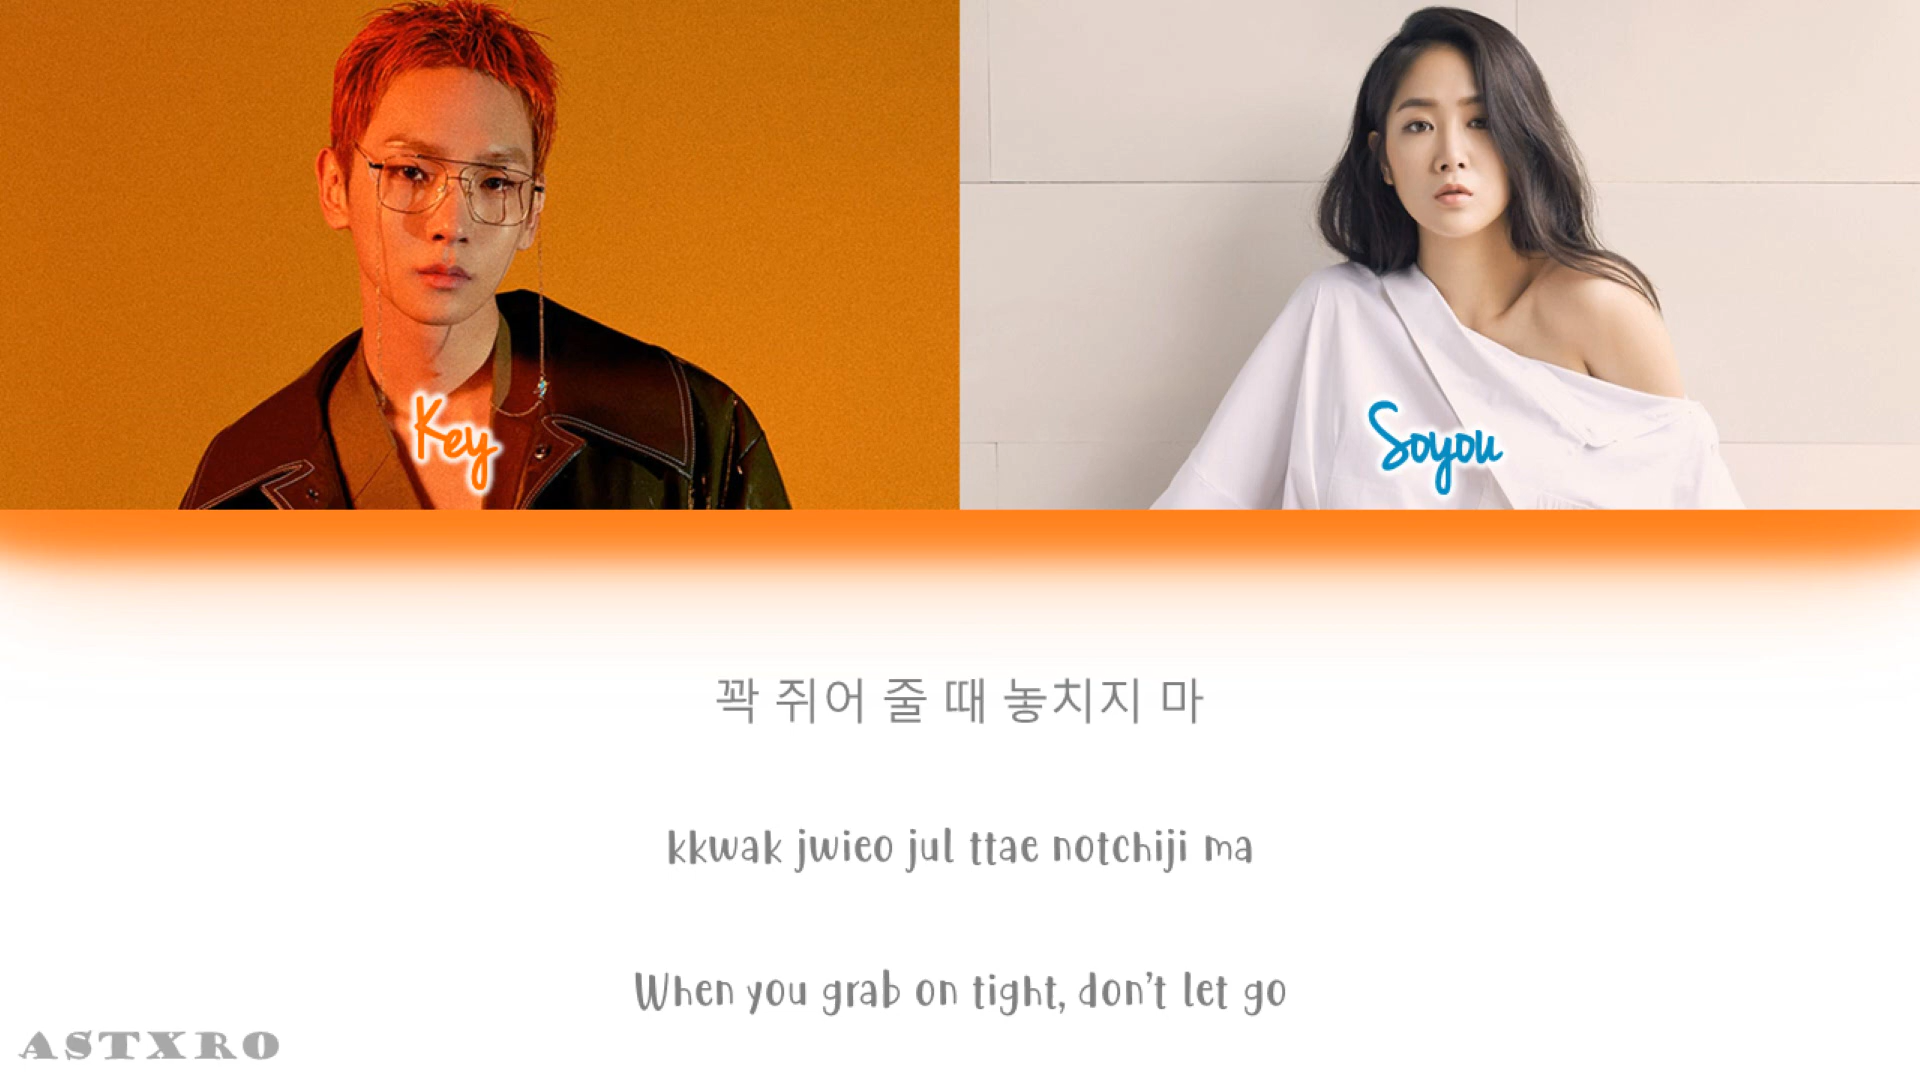 Key
Soyou
꽉 쥐어 줄 때 놓치지 마
kkwak jwieo jul ttae notchiji ma
When you grab on tight, don't let go
ASTXRO